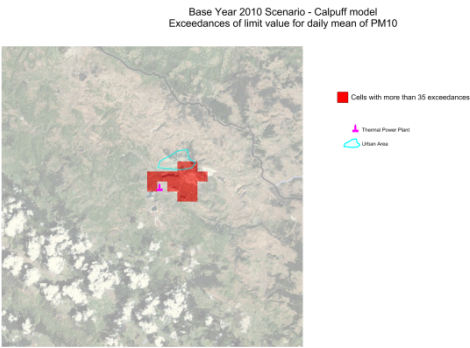 Base Year 2010 Scenario - Calpuff model
Exceedances of limit value for daily mean of PM10
Cells with more than 35 exceedances
Thermal Power Plant
Urban Area